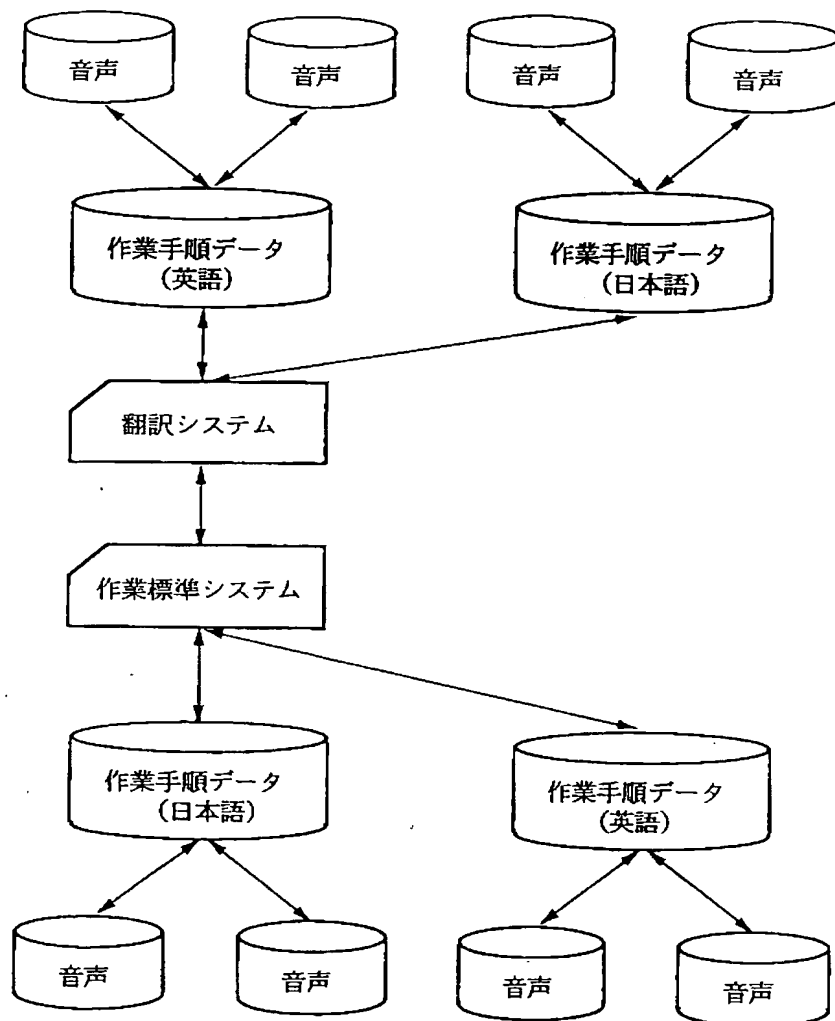 音声
音声
音声
音声
作業手順データ
(英語)
作業手順データ
(日本語)
翻訳システム
作業標準システム
作業手順データ
(日本語)
作業手順データ
(英語)
音声
音声
音声
音声